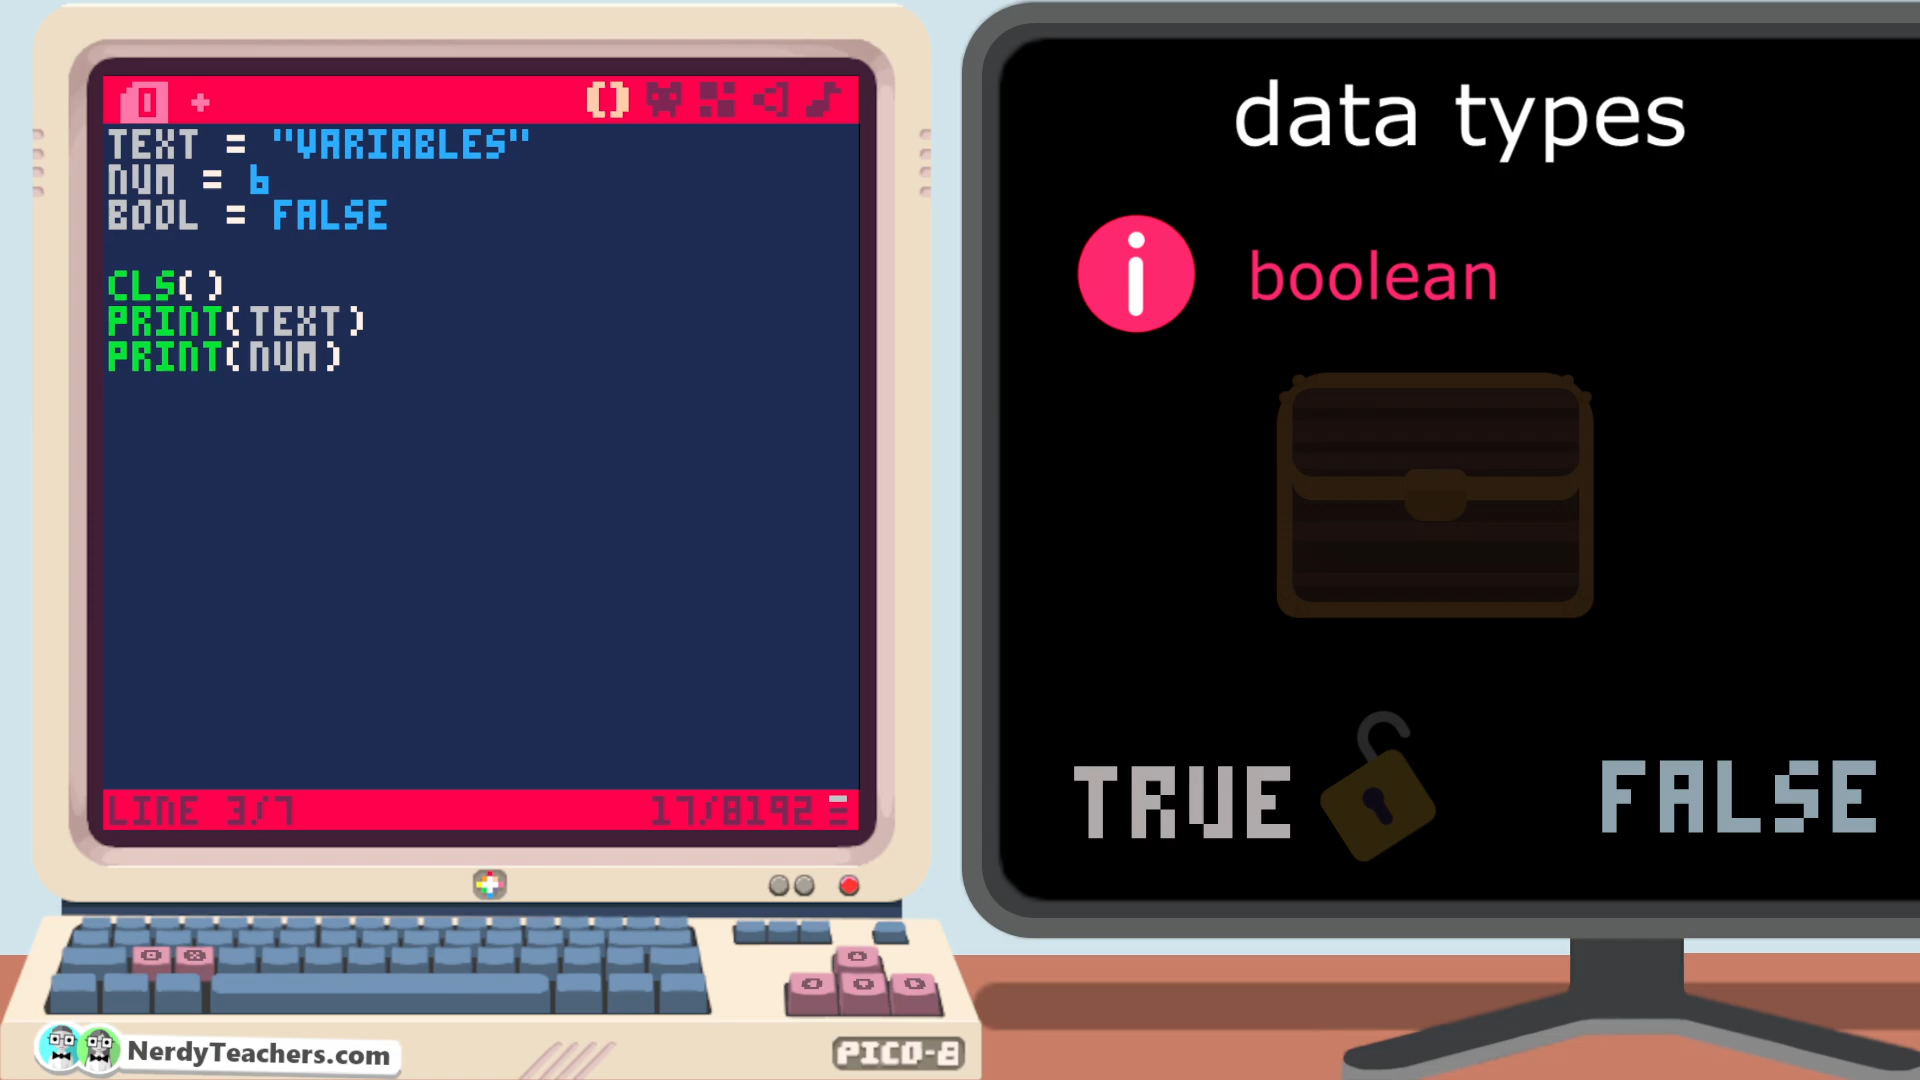 TEXT = "VARIABLES"
NUM = 6
BOOL = FALSE
CLS()
PRINT(TEXT)
PRINT(NUM)
LINE 3/7 17/8192
NerdyTeachers.com
PICO-8
data types
boolean
TRUE FALSE